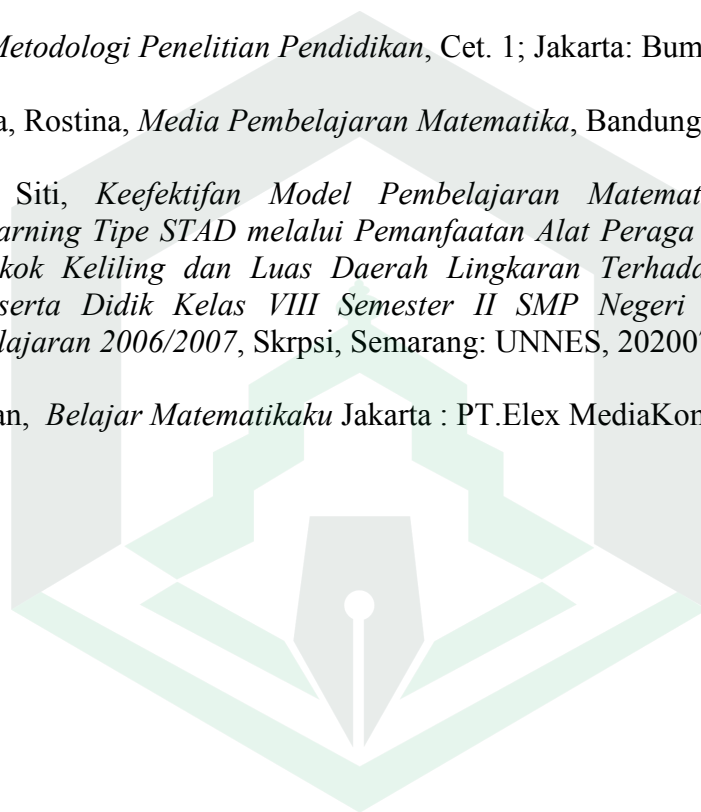 Metodologi Penelitian Pendidikan, Cet. 1; Jakarta: Bum
a, Rostina, Media Pembelajaran Matematika, Bandung
Siti, Keefektifan Model Pembelajaran Matemat
arning Tipe STAD melalui Pemanfaatan Alat Peraga
kok Keliling dan Luas Daerah Lingkaran Terhada
serta Didik Kelas VIII Semester II SMP Negeri
lajaran 2006/2007, Skrpsi, Semarang: UNNES, 202007
an, Belajar Matematikaku Jakarta : PT.Elex MediaKon